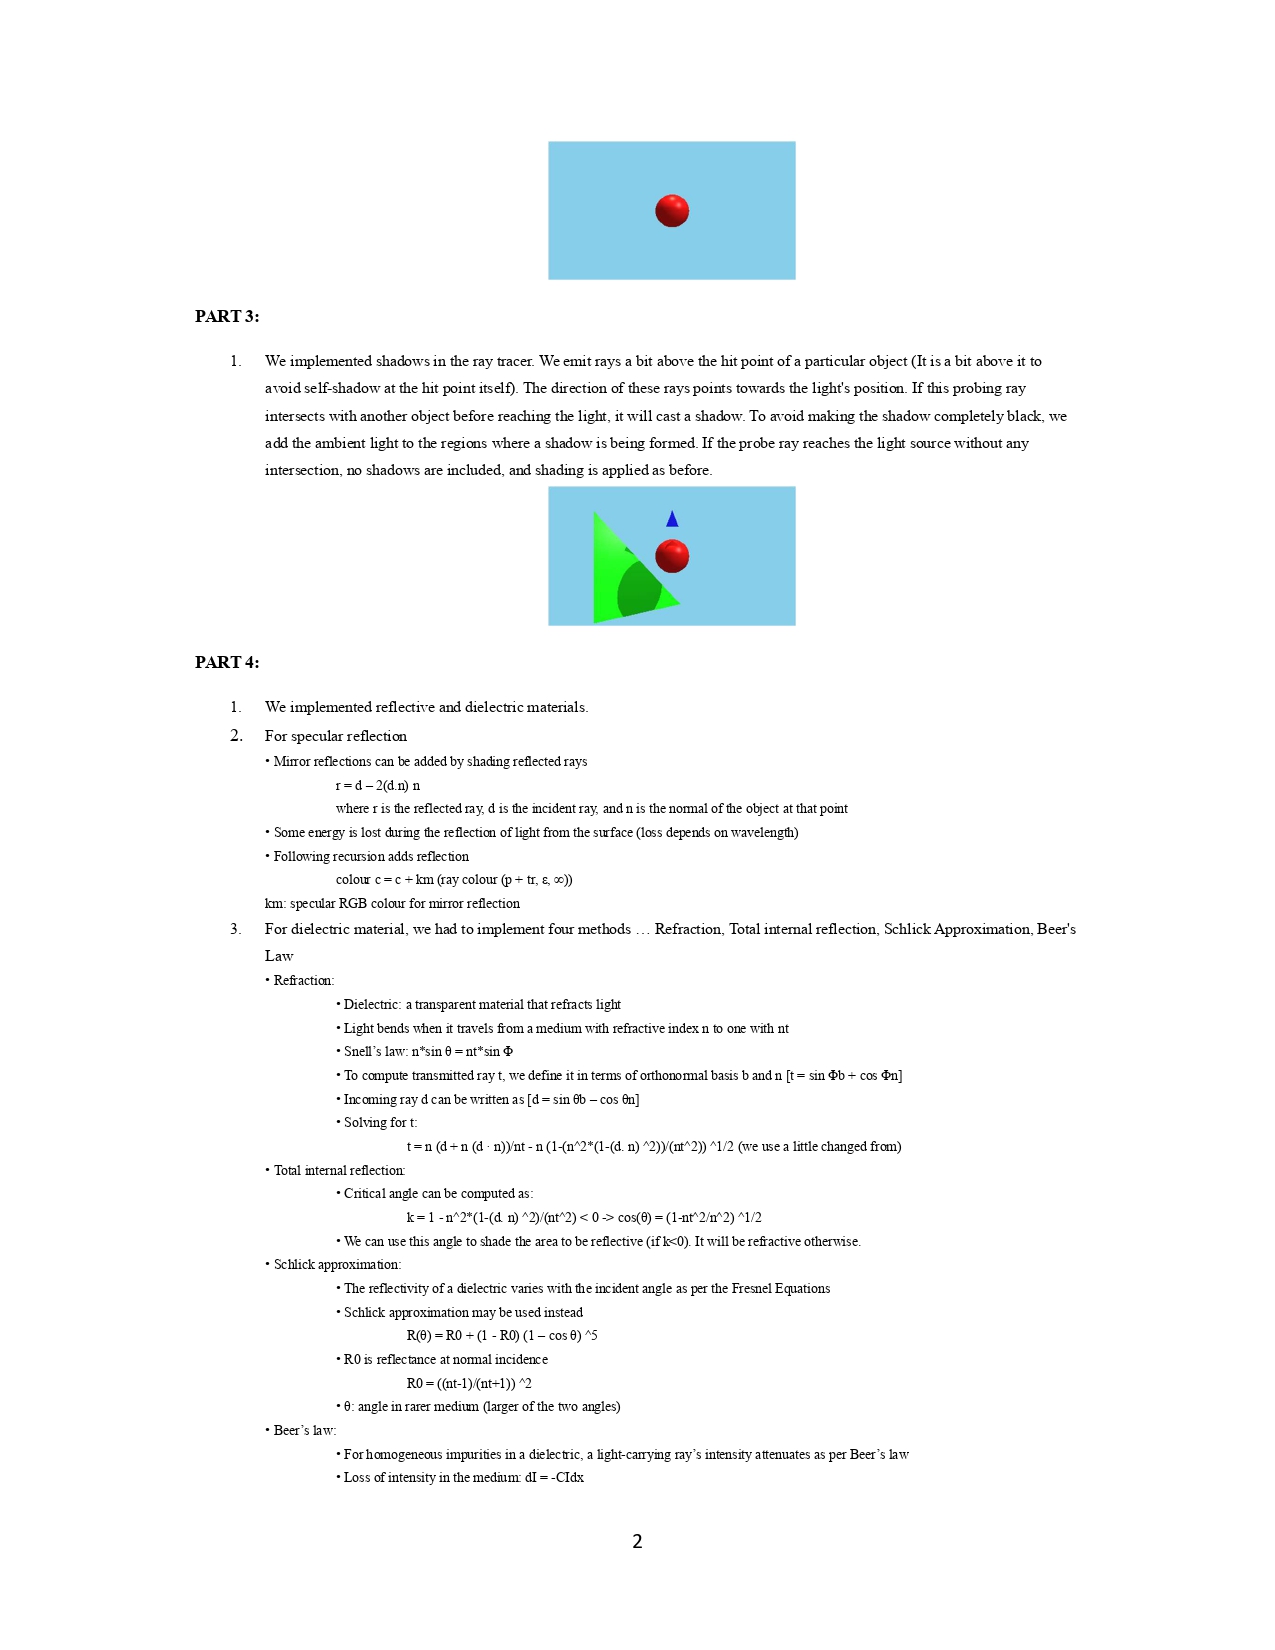 PART 3:
1. We implemented shadows in the ray tracer. We emit rays a bit above the hit point of a particular object (It is a bit above it to
avoid self-shadow at the hit point itself). The direction of these rays points towards the light's position. If this probing ray
intersects with another object before reaching the light, it will cast a shadow. To avoid making the shadow completely black, we
add the ambient light to the regions where a shadow is being formed. If the probe ray reaches the light source without any
intersection, no shadows are included, and shading is applied as before.
PART 4:
1. We implemented reflective and dielectric materials.
2. For specular reflection
• Mirror reflections can be added by shading reflected rays
r = d – 2(d.n) n
where r is the reflected ray, d is the incident ray, and n is the normal of the object at that point
• Some energy is lost during the reflection of light from the surface (loss depends on wavelength)
• Following recursion adds reflection
colour c = c + km (ray colour (p + tr, ε, ∞))
km: specular RGB colour for mirror reflection
3. For dielectric material, we had to implement four methods … Refraction, Total internal reflection, Schlick Approximation, Beer's
Law
• Refraction:
• Dielectric: a transparent material that refracts light
• Light bends when it travels from a medium with refractive index n to one with nt
• Snell’s law: n*sin θ = nt*sin Φ
• To compute transmitted ray t, we define it in terms of orthonormal basis b and n [t = sin Φb + cos Φn]
• Incoming ray d can be written as [d = sin θb – cos θn]
• Solving for t:
t = n (d + n (d · n))/nt - n (1-(n^2*(1-(d. n) ^2))/(nt^2)) ^1/2 (we use a little changed from)
• Total internal reflection:
• Critical angle can be computed as:
k = 1 - n^2*(1-(d. n) ^2)/(nt^2) < 0 -> cos(θ) = (1-nt^2/n^2) ^1/2
• We can use this angle to shade the area to be reflective (if k<0). It will be refractive otherwise.
• Schlick approximation:
• The reflectivity of a dielectric varies with the incident angle as per the Fresnel Equations
• Schlick approximation may be used instead
R(θ) = R0 + (1 - R0) (1 – cos θ) ^5
• R0 is reflectance at normal incidence
R0 = ((nt-1)/(nt+1)) ^2
• θ: angle in rarer medium (larger of the two angles)
• Beer’s law:
• For homogeneous impurities in a dielectric, a light-carrying ray’s intensity attenuates as per Beer’s law
• Loss of intensity in the medium: dI = -CIdx
2